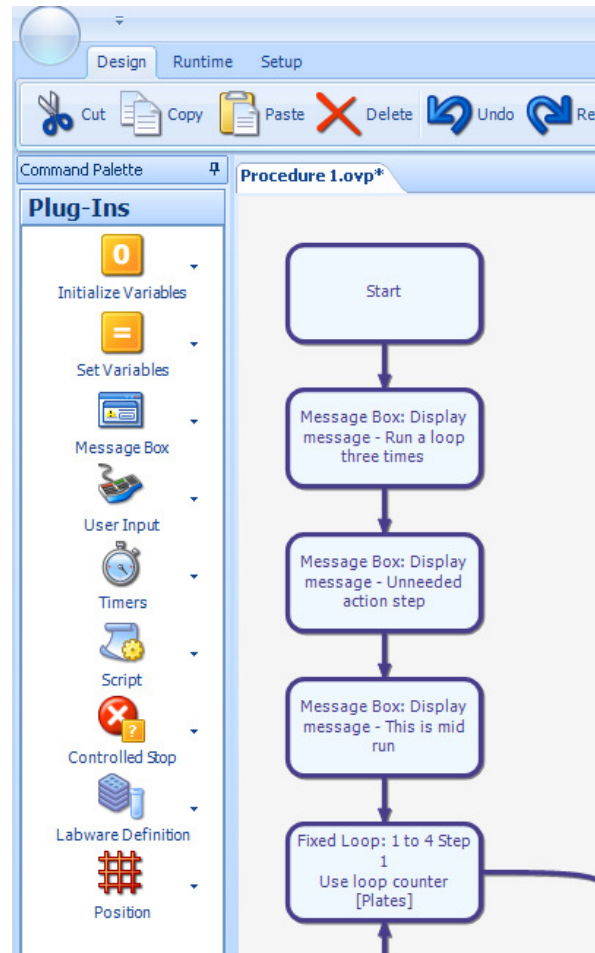 Design Runtime Setup
Cut Copy Paste Delete Undo Re
Command Palette
Plug-Ins
0
Initialize Variables
=
Set Variables
Message Box
User Input
Timers
Script
?
Controlled Stop
Labware Definition
Position
Procedure 1.ovp*
Start
Message Box: Display
message - Run a loop
three times
Message Box: Display
message - Unneeded
action step
Message Box: Display
message - This is mid
run
Fixed Loop: 1 to 4 Step
1
Use loop counter
[Plates]